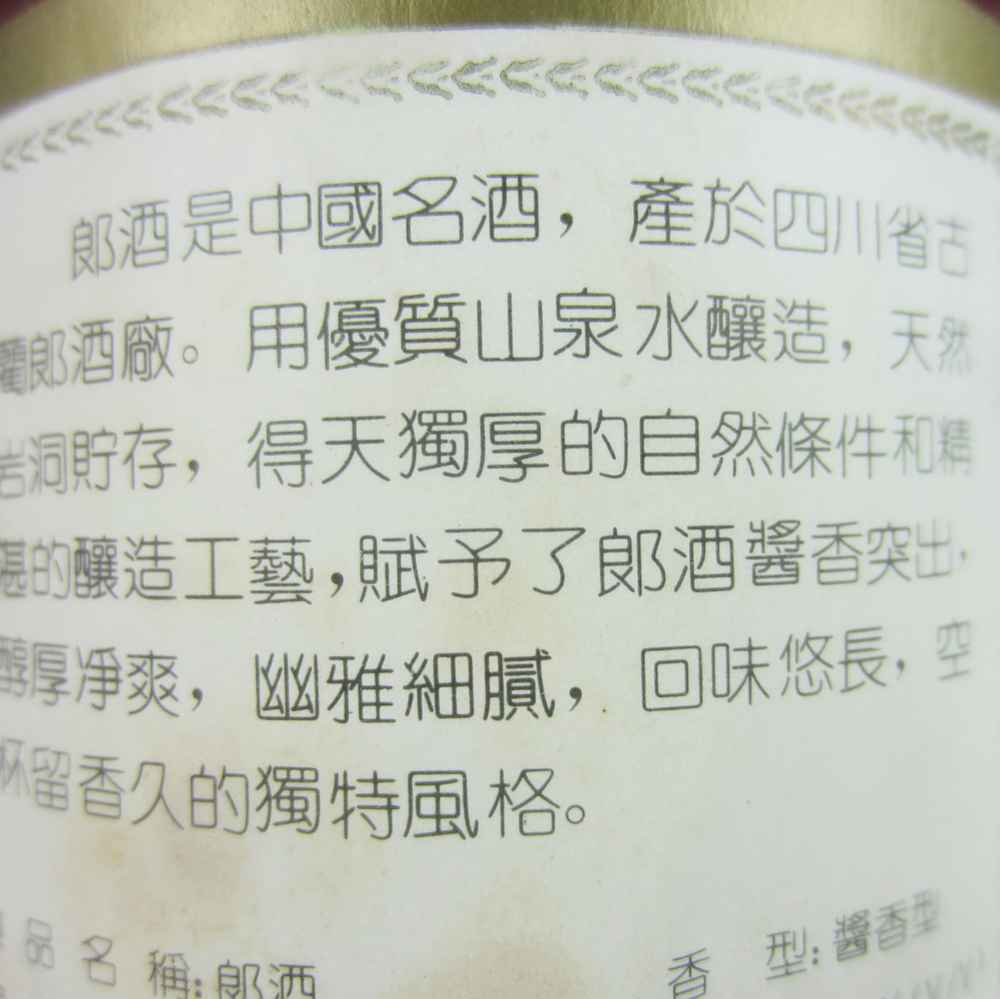 郎酒是中國名酒，產於四川省古
藺郎酒廠。用優質山泉水釀造，天然
岩洞貯存，得天獨厚的自然條件和精
湛的釀造工藝，賦予了郎酒醬香突出，
醇厚凈爽，幽雅細膩，回味悠長，空
杯留香久的獨特風格。
品名稱：郎酒
香型：醬香型